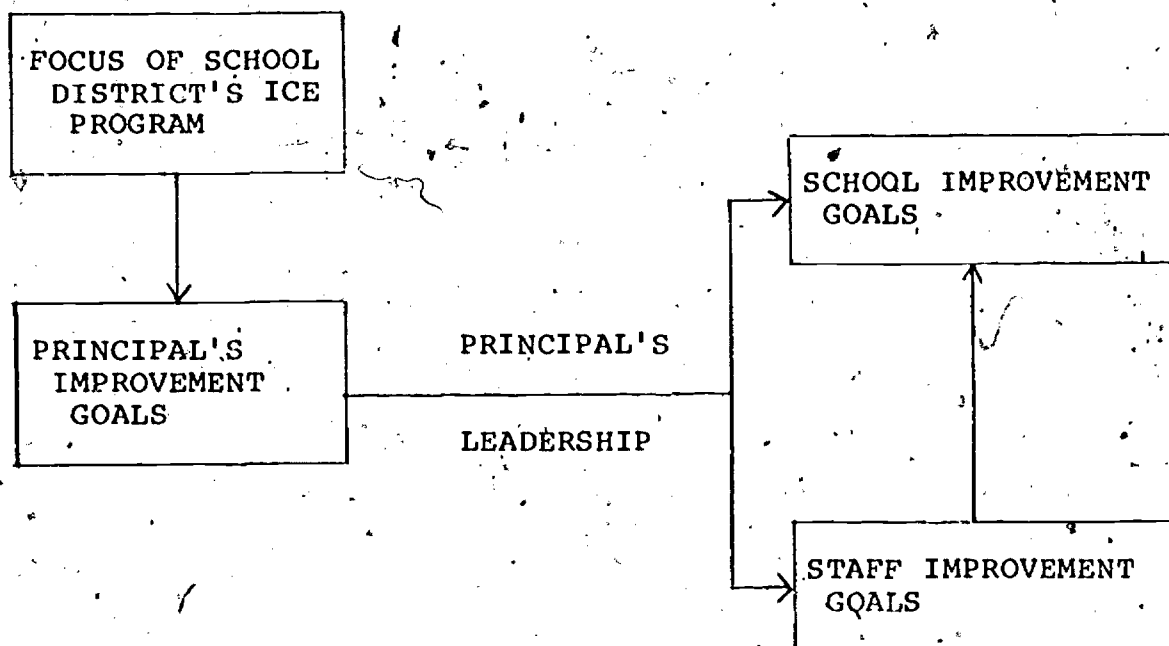 FOCUS OF SCHOOL
DISTRICT'S ICE
PROGRAM
SCHOOL IMPROVEMENT
GOALS
PRINCIPAL'S
IMPROVEMENT
GOALS
PRINCIPAL'S
LEADERSHIP
STAFF IMPROVEMENT
GOALS